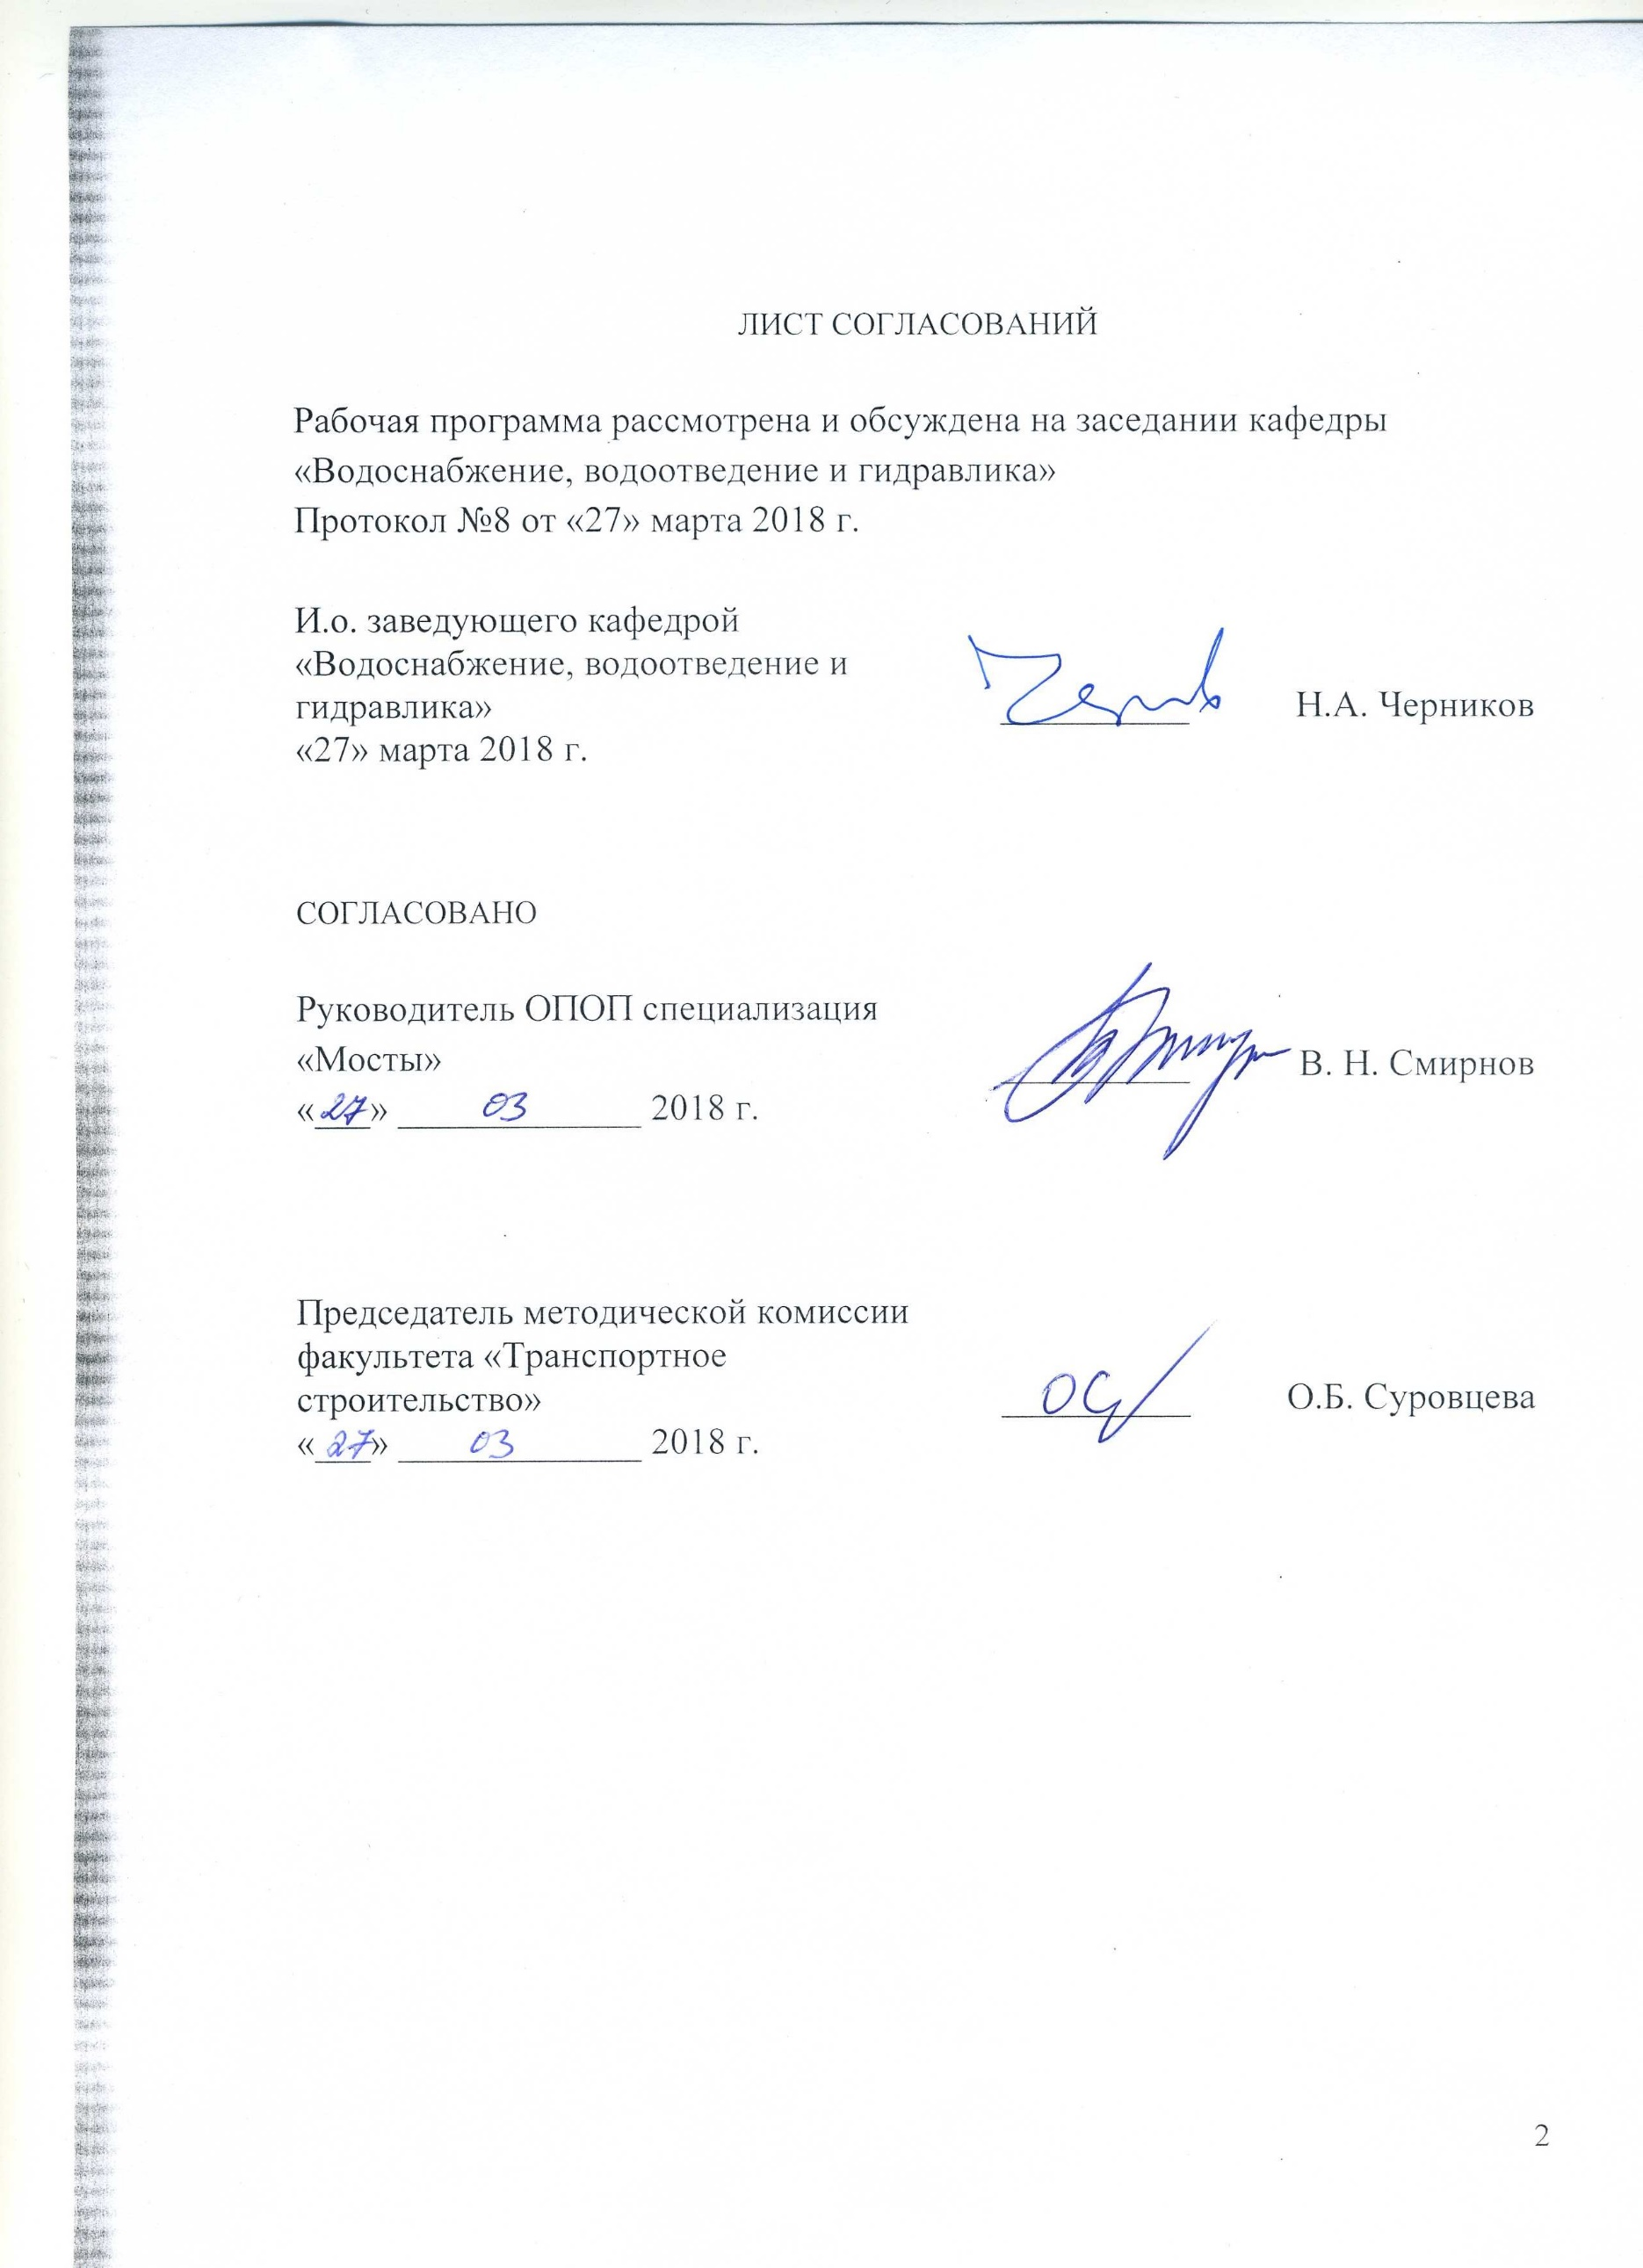 ЛИСТ СОГЛАСОВАНИЙ
Рабочая программа рассмотрена и обсуждена на заседании кафедры
«Водоснабжение, водоотведение и гидравлика»
Протокол №8 от «27» марта 2018 г.
И.о. заведующего кафедрой
«Водоснабжение, водоотведение и
гидравлика» Н.А. Черников
«27» марта 2018 г.
СОГЛАСОВАНО
Руководитель ОПОП специализация
«Мосты» В. Н. Смирнов
«27» 03 2018 г.
Председатель методической комиссии
факультета «Транспортное
строительство» О.Б. Суровцева
«27» 03 2018 г.
2